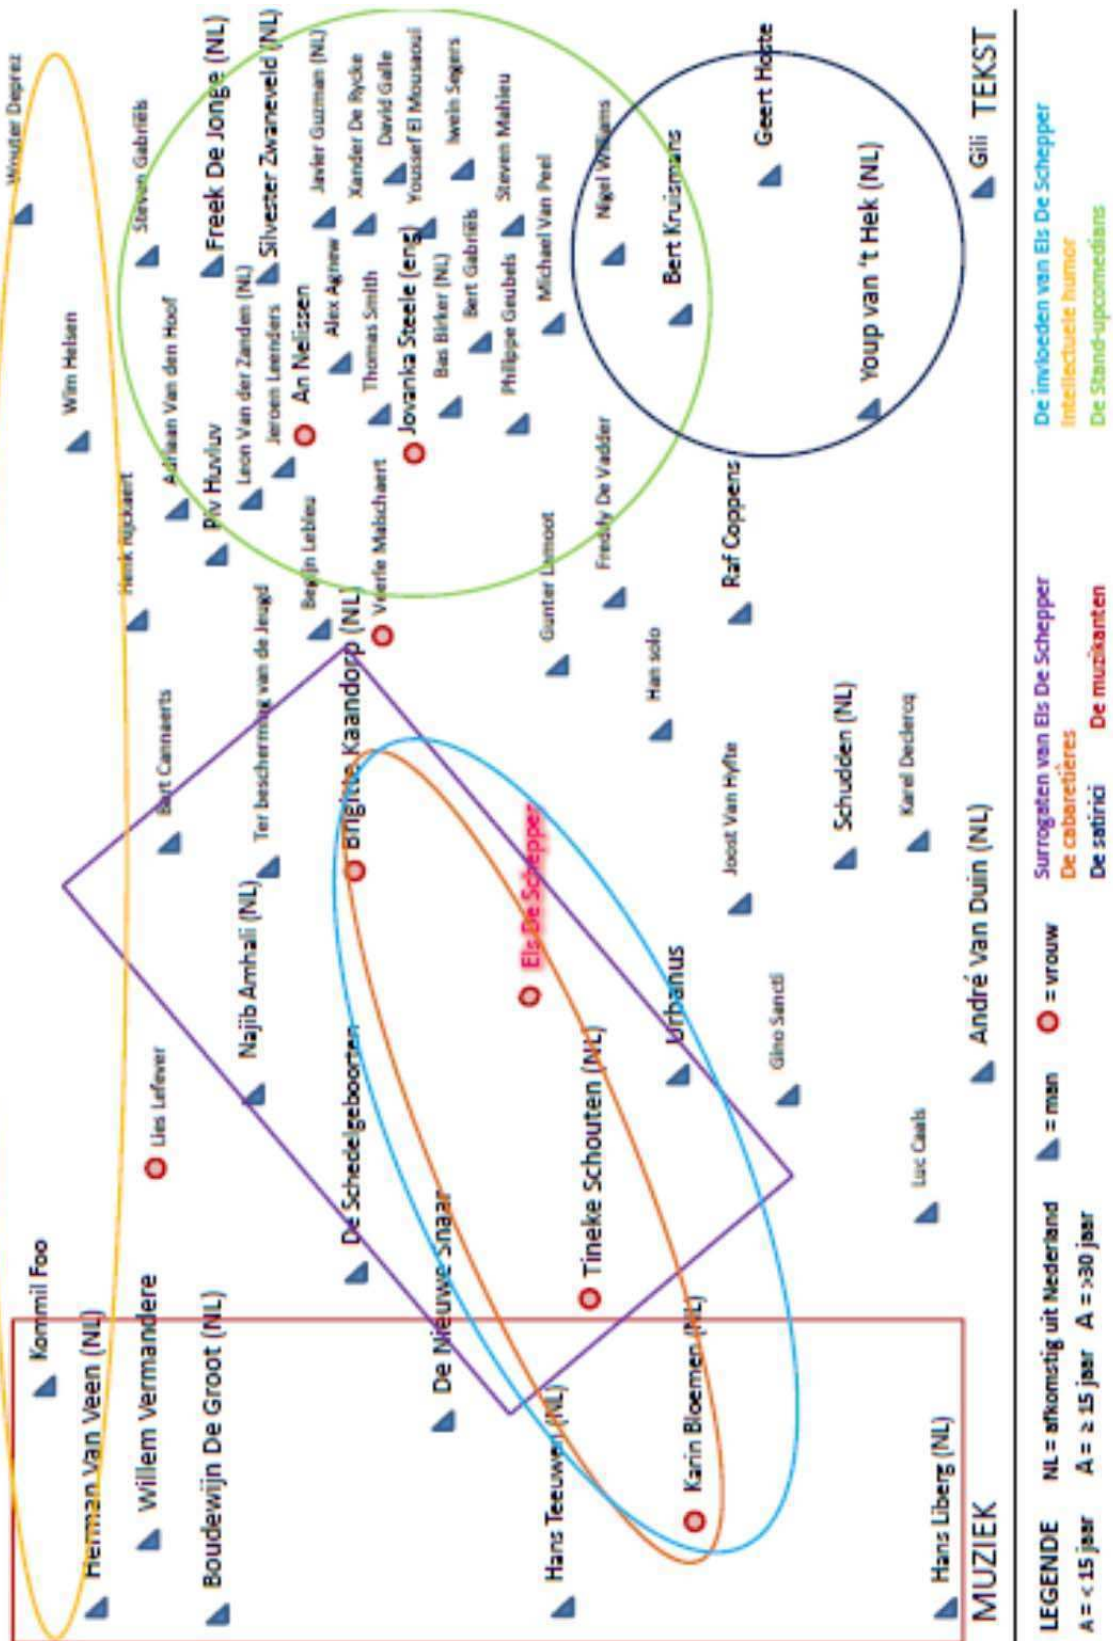 Wouter Deprez
Wim Helsen
Kommil Foo
Herman Van Veen (NL)
Henk Rijckaert
Steven Gabriëls
Lies Lefever
Bart Cannaerts
Adriaan Van den Hoof
Willem Vermandere
Freek De Jonge (NL)
Piv Huvluv
Boudewijn De Groot (NL)
Leon Van der Zanden (NL)
Silvester Zwaneveld (NL)
Najib Amhali (NL)
Ter bescherming van de Jeugd
Jeroen Leenders
An Nelissen
Javier Guzman (NL)
Begijn Lebleu
Alex Agnew
Xander De Rycke
De Schedelgeboorten
Brigitte Kaandorp (NL)
Veerle Malschaert
Thomas Smith
David Galle
Jovanka Steele (eng)
Youssef El Mousaoui
De Nieuwe Snaar
Bas Birker (NL)
Iwein Segers
Bert Gabriëls
Steven Mahieu
Philippe Geubels
Els De Schepper
Michael Van Peel
Gunter Lamoot
Hans Teeuwen (NL)
Tineke Schouten (NL)
Freddy De Vadder
Nigel Williams
Han solo
Urbanus
Bert Kruismans
Karin Bloemen (NL)
Joost Van Hyfte
Raf Coppens
Geert Hoste
Gino Sancti
Schudden (NL)
Youp van 't Hek (NL)
Karel Declercq
Luc Caals
Hans Liberg (NL)
André Van Duin (NL)
Gili
MUZIEK
TEKST
LEGENDE NL = afkomstig uit Nederland = man = vrouw
A = < 15 jaar A = ≥ 15 jaar A = >30 jaar
Surrogaten van Els De Schepper
De cabaretières
De satirici De muzikanten
De invloeden van Els De Schepper
Intellectuele humor
De Stand-upcomedians